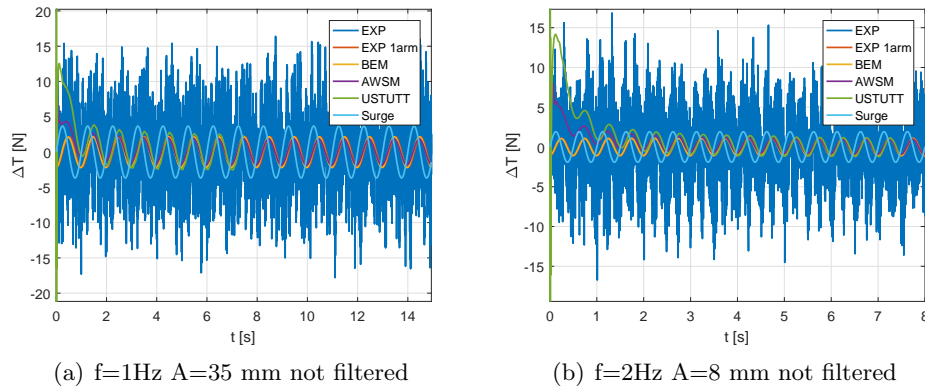 20
15
10
5
0
-5
-10
-15
-20
ΔT [N]
0
2
4
6
8
10
12
14
t [s]
EXP
EXP 1arm
BEM
AWSM
USTUTT
Surge
(a) f=1Hz A=35 mm not filtered
15
10
5
0
-5
-10
-15
ΔT [N]
0
1
2
3
4
5
6
7
8
t [s]
EXP
EXP 1arm
BEM
AWSM
USTUTT
Surge
(b) f=2Hz A=8 mm not filtered